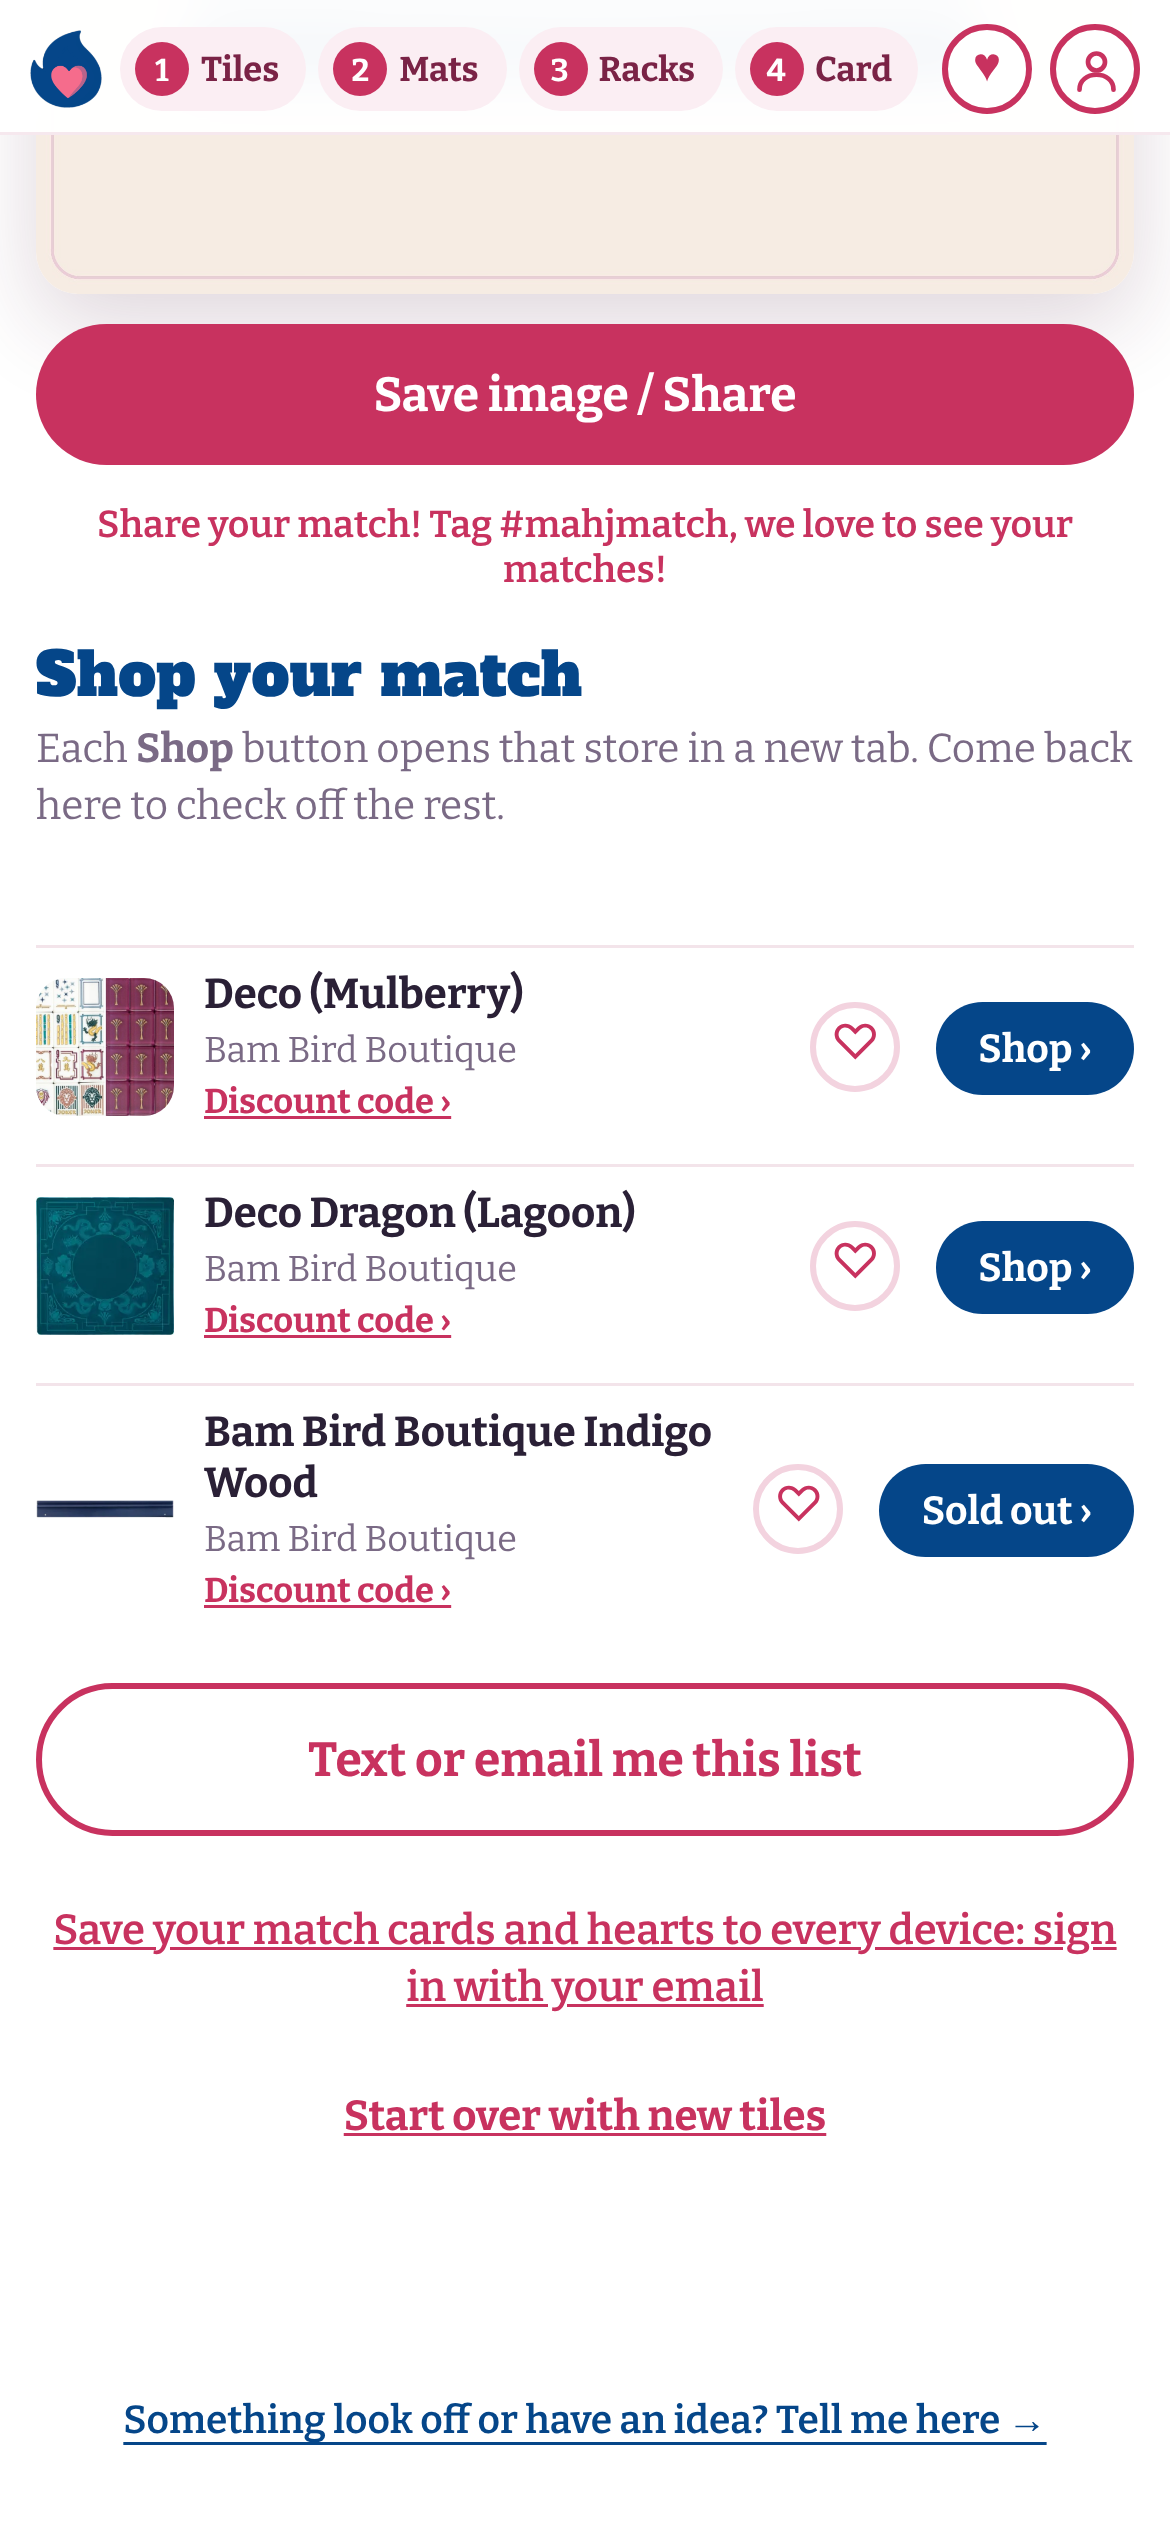 1 Tiles 2 Mats 3 Racks 4 Card
Save image / Share
Share your match! Tag #mahjmatch, we love to see your
matches!
Shop your match
Each Shop button opens that store in a new tab. Come back
here to check off the rest.
Deco (Mulberry)
Bam Bird Boutique
Discount code ›
Shop ›
Deco Dragon (Lagoon)
Bam Bird Boutique
Discount code ›
Shop ›
Bam Bird Boutique Indigo
Wood
Bam Bird Boutique
Discount code ›
Sold out ›
Text or email me this list
Save your match cards and hearts to every device: sign
in with your email
Start over with new tiles
Something look off or have an idea? Tell me here →